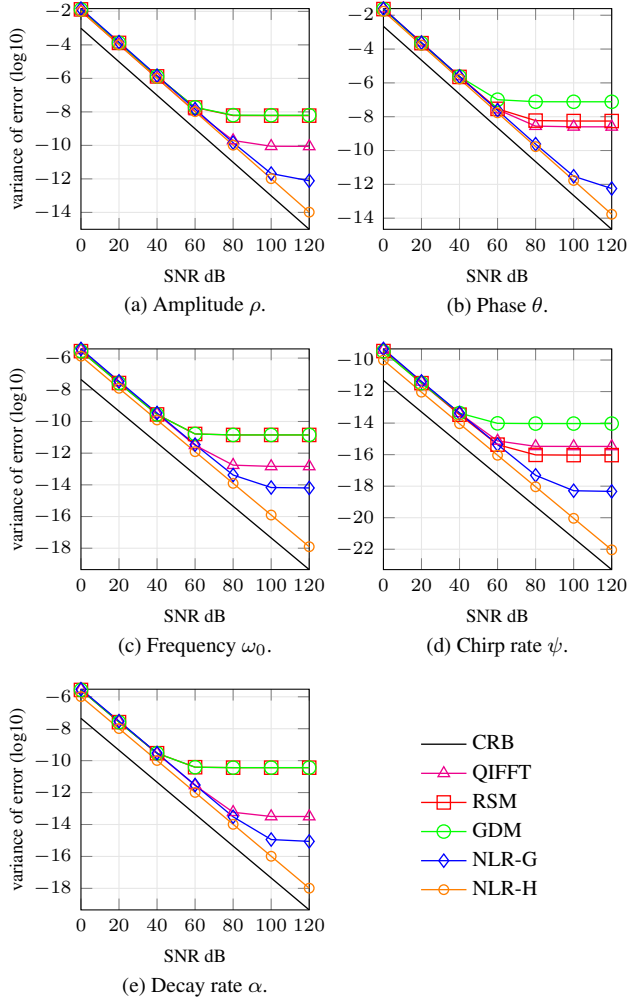 −2
−4
−6
−8
−10
−12
−14
variance of error (log10)
0 20 40 60 80 100 120
SNR dB
(a) Amplitude ρ.
−2
−4
−6
−8
−10
−12
−14
0 20 40 60 80 100 120
SNR dB
(b) Phase θ.
−6
−8
−10
−12
−14
−16
−18
variance of error (log10)
0 20 40 60 80 100 120
SNR dB
(c) Frequency ω₀.
−10
−12
−14
−16
−18
−20
−22
0 20 40 60 80 100 120
SNR dB
(d) Chirp rate ψ.
−6
−8
−10
−12
−14
−16
−18
variance of error (log10)
0 20 40 60 80 100 120
SNR dB
(e) Decay rate α.
CRB
QIFFT
RSM
GDM
NLR-G
NLR-H